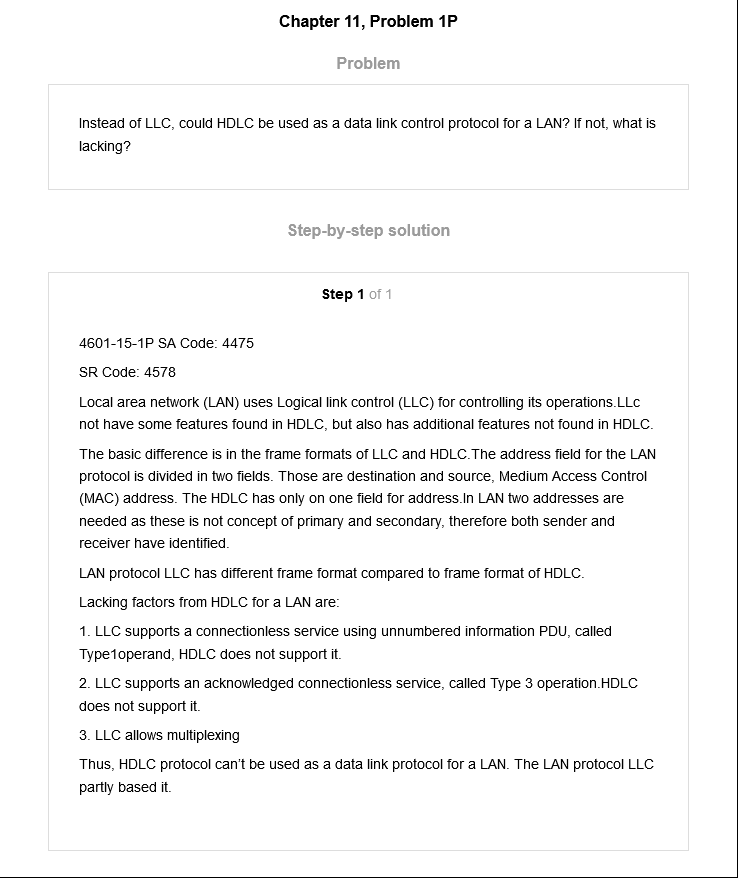 Chapter 11, Problem 1P
Problem
Instead of LLC, could HDLC be used as a data link control protocol for a LAN? If not, what is
lacking?
Step-by-step solution
Step 1 of 1
4601-15-1P SA Code: 4475
SR Code: 4578
Local area network (LAN) uses Logical link control (LLC) for controlling its operations.LLc
not have some features found in HDLC, but also has additional features not found in HDLC.
The basic difference is in the frame formats of LLC and HDLC.The address field for the LAN
protocol is divided in two fields. Those are destination and source, Medium Access Control
(MAC) address. The HDLC has only on one field for address.In LAN two addresses are
needed as these is not concept of primary and secondary, therefore both sender and
receiver have identified.
LAN protocol LLC has different frame format compared to frame format of HDLC.
Lacking factors from HDLC for a LAN are:
1. LLC supports a connectionless service using unnumbered information PDU, called
Type1operand, HDLC does not support it.
2. LLC supports an acknowledged connectionless service, called Type 3 operation.HDLC
does not support it.
3. LLC allows multiplexing
Thus, HDLC protocol can't be used as a data link protocol for a LAN. The LAN protocol LLC
partly based it.